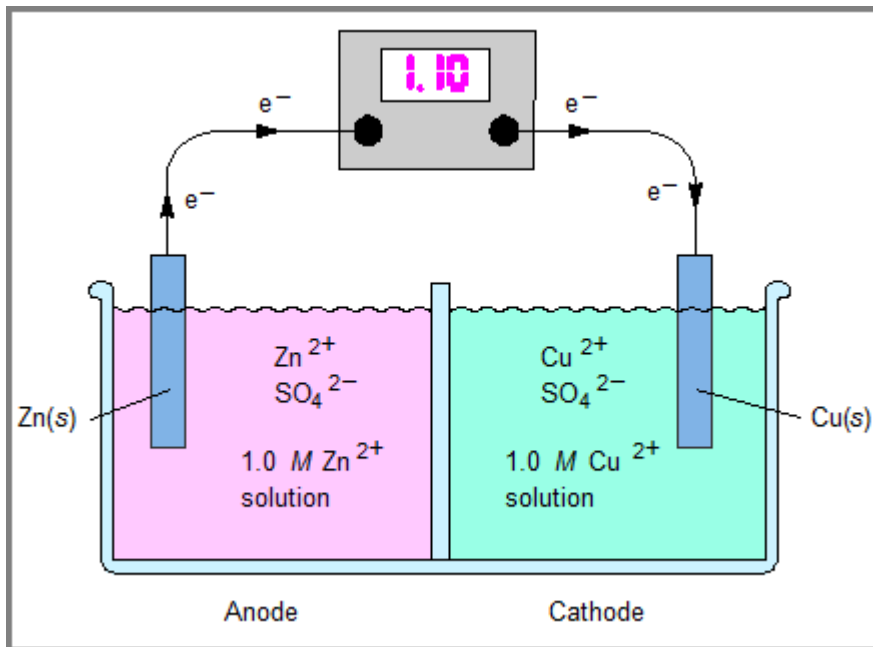 1.10
e⁻
e⁻
e⁻
e⁻
Zn²⁺
SO₄²⁻
1.0 M Zn²⁺
solution
Cu²⁺
SO₄²⁻
1.0 M Cu²⁺
solution
Zn(s)
Cu(s)
Anode
Cathode